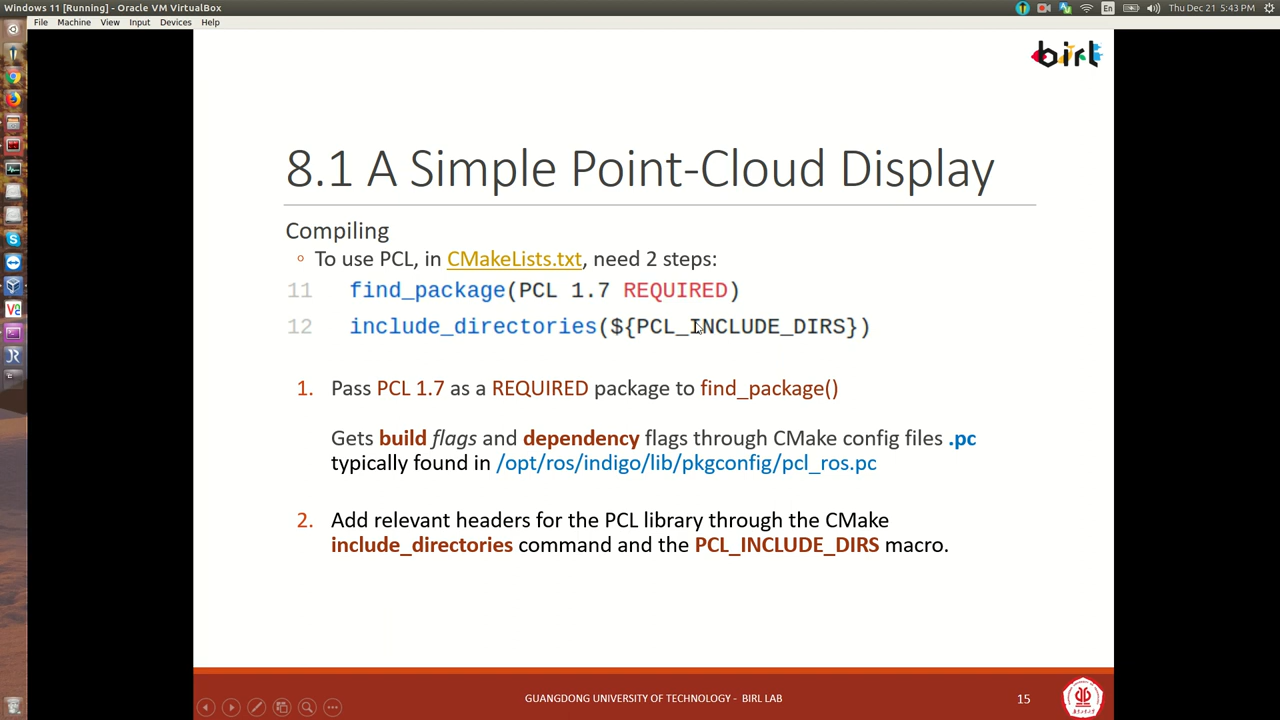 Windows 11 [Running] - Oracle VM VirtualBox
En
Thu Dec 21 5:43 PM
File Machine View Input Devices Help
birl
8.1 A Simple Point-Cloud Display
Compiling
To use PCL, in CMakeLists.txt, need 2 steps:
11 find_package(PCL 1.7 REQUIRED)
12 include_directories(${PCL_INCLUDE_DIRS})
1. Pass PCL 1.7 as a REQUIRED package to find_package()
Gets build flags and dependency flags through CMake config files .pc
typically found in /opt/ros/indigo/lib/pkgconfig/pcl_ros.pc
2. Add relevant headers for the PCL library through the CMake
include_directories command and the PCL_INCLUDE_DIRS macro.
GUANGDONG UNIVERSITY OF TECHNOLOGY - BIRL LAB
15